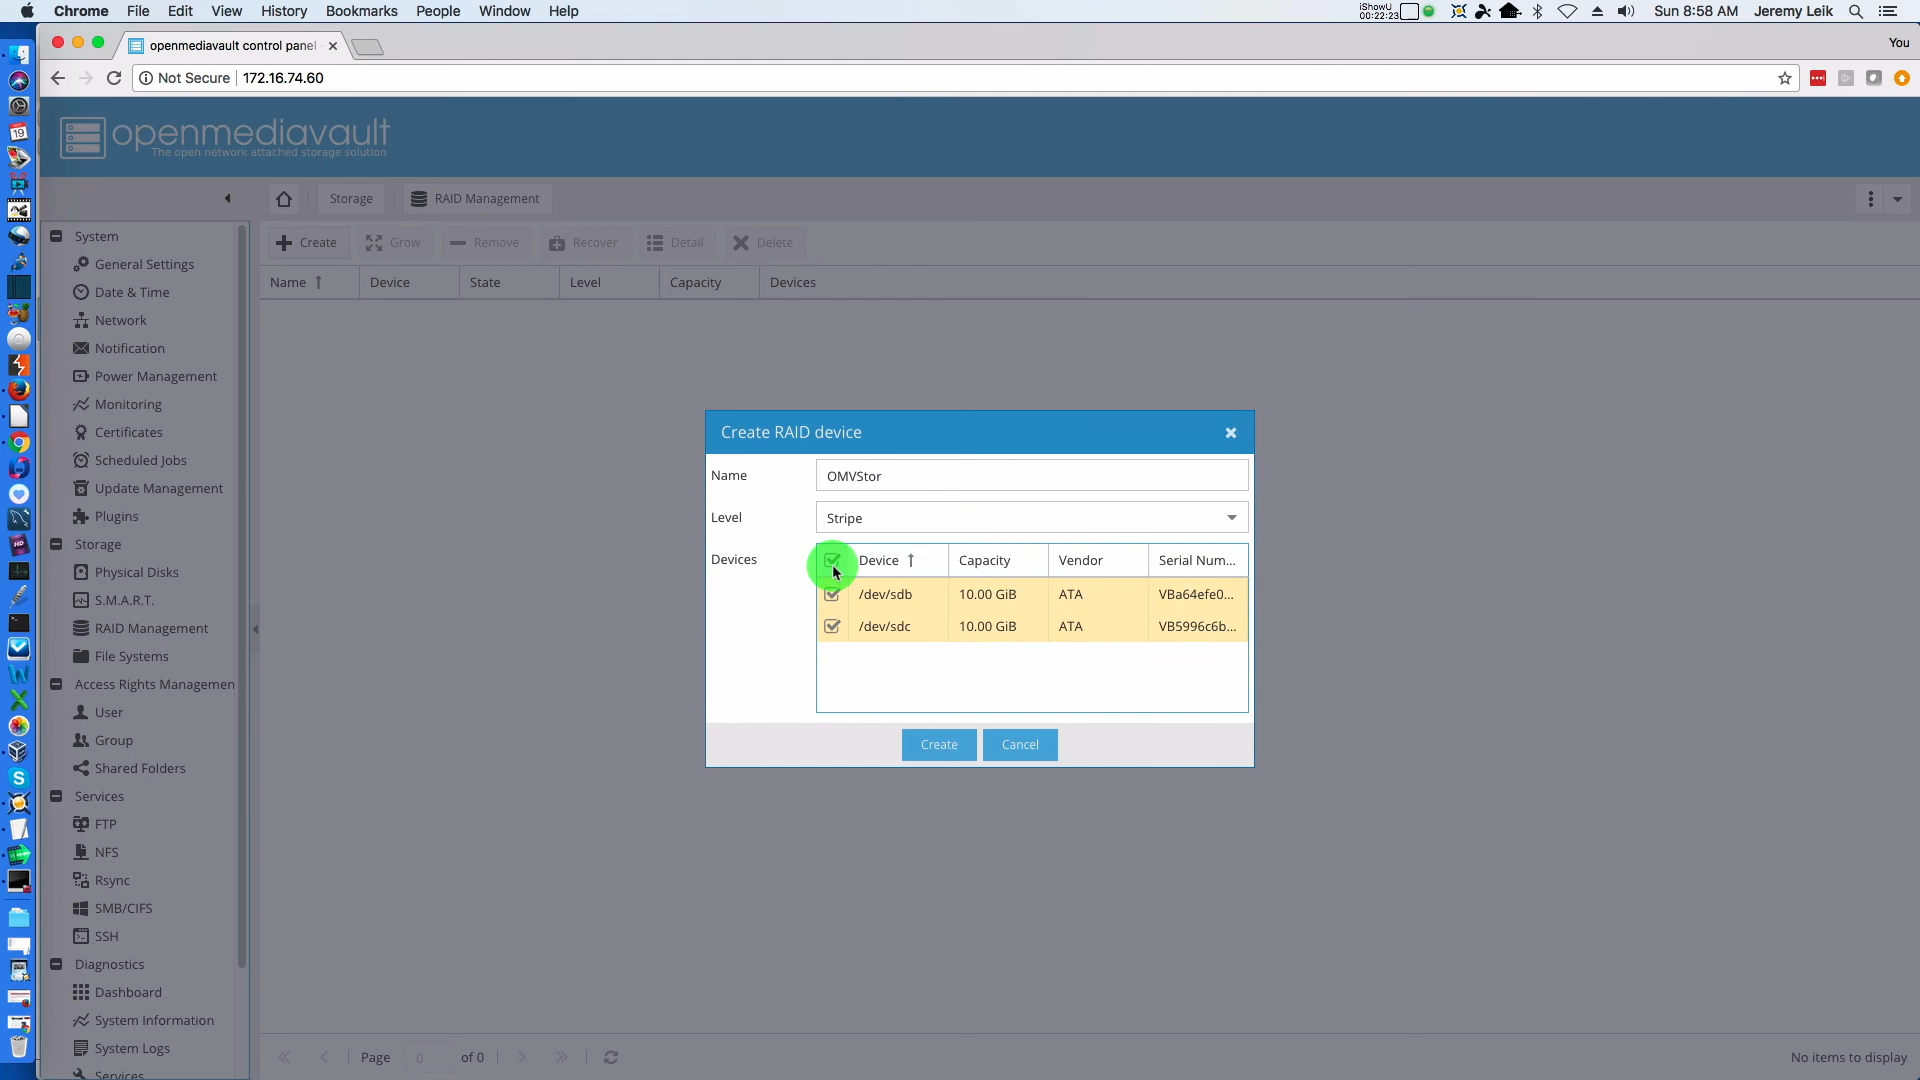 Chrome File Edit View History Bookmarks People Window Help
iShowU
00:22:23
Sun 8:58 AM Jeremy Leik
openmediavault control panel
You
Not Secure 172.16.74.60
19
openmediavault
The open network attached storage solution
Storage RAID Management
System
General Settings
Date & Time
Network
Notification
Power Management
Monitoring
Certificates
Scheduled Jobs
Update Management
Plugins
Storage
Physical Disks
S.M.A.R.T.
RAID Management
File Systems
Access Rights Managemen
User
Group
Shared Folders
Services
FTP
NFS
Rsync
SMB/CIFS
SSH
Diagnostics
Dashboard
System Information
System Logs
Services
Create Grow Remove Recover Detail Delete
Name Device State Level Capacity Devices
Create RAID device
Name OMVStor
Level Stripe
Devices
Device Capacity Vendor Serial Num...
/dev/sdb 10.00 GiB ATA VBa64efe0...
/dev/sdc 10.00 GiB ATA VB5996c6b...
Create Cancel
Page 0 of 0
No items to display